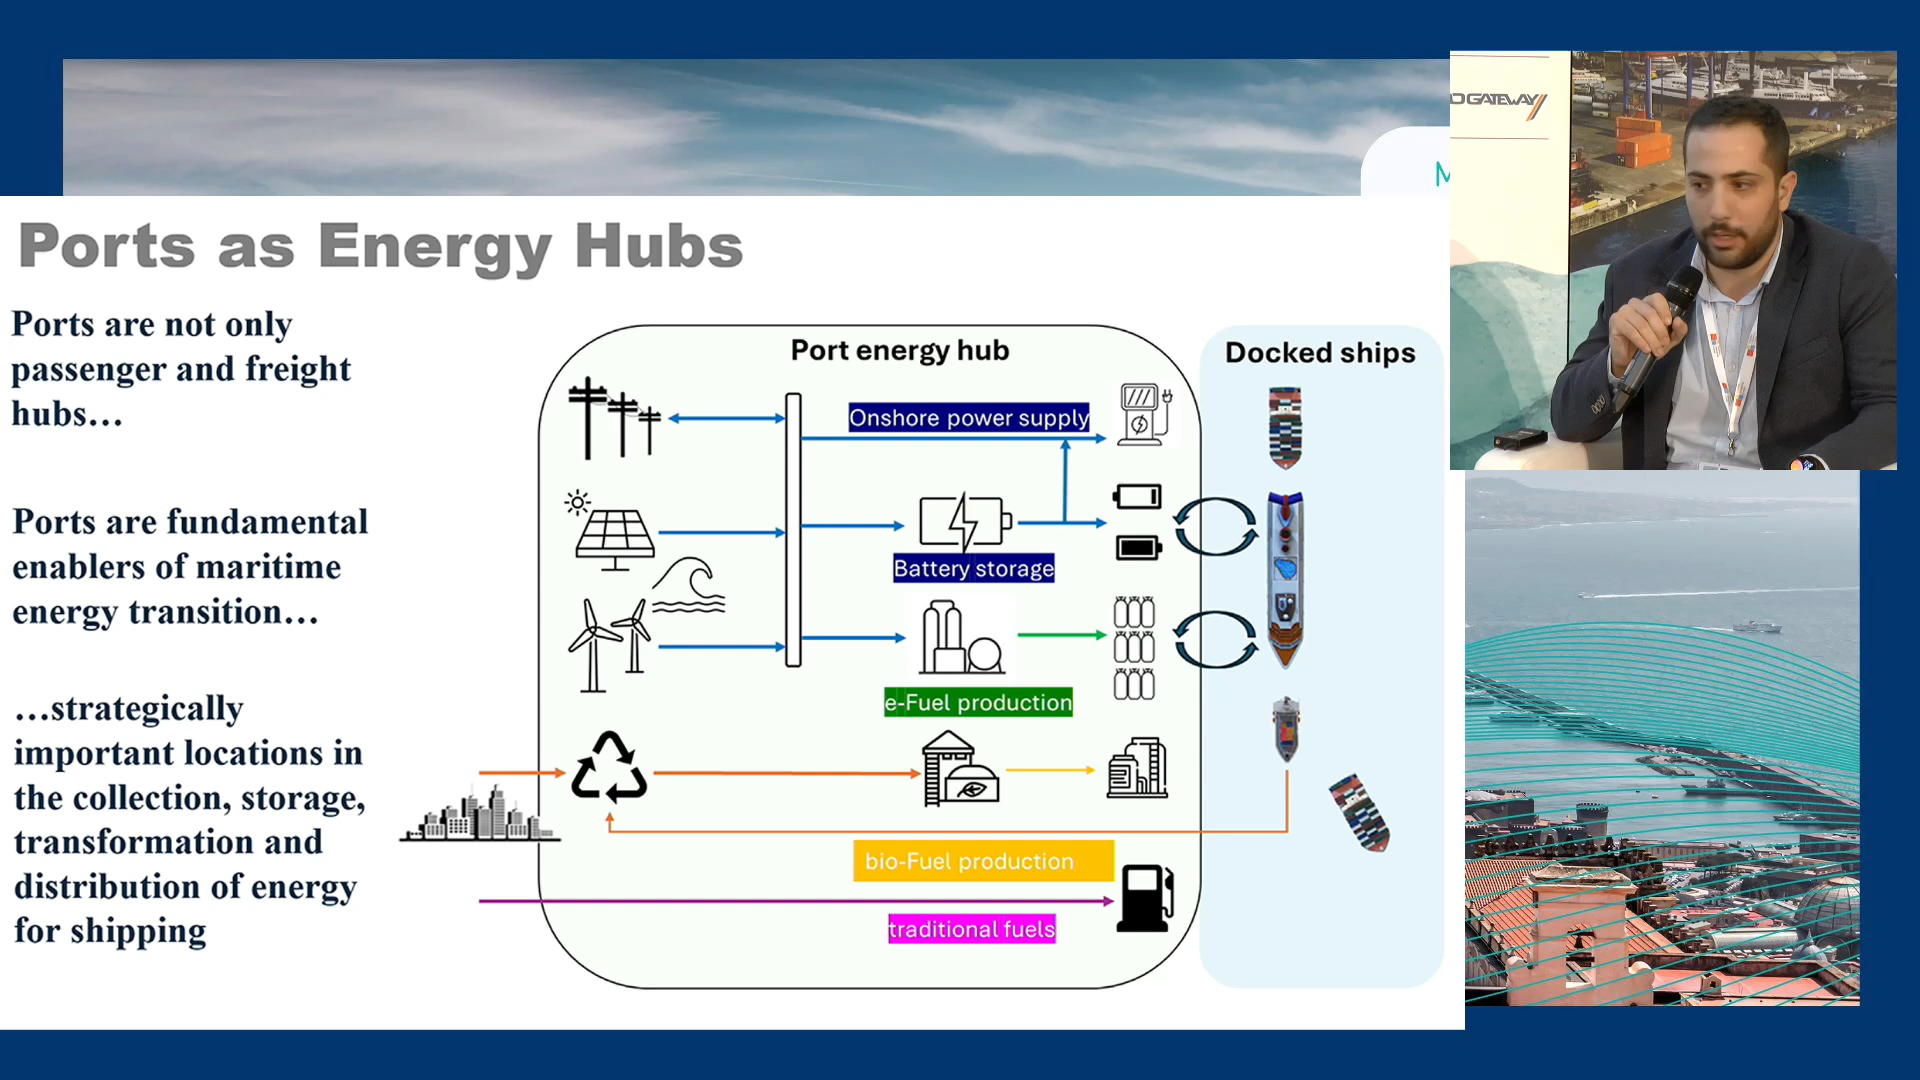 M
D GATEWAY
Ports as Energy Hubs
Ports are not only
passenger and freight
hubs…
Ports are fundamental
enablers of maritime
energy transition…
…strategically
important locations in
the collection, storage,
transformation and
distribution of energy
for shipping
Port energy hub
Docked ships
Onshore power supply
Battery storage
e-Fuel production
bio-Fuel production
traditional fuels